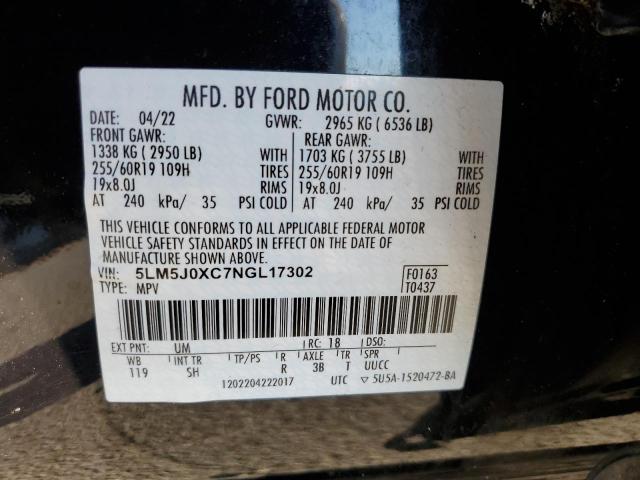 MFD. BY FORD MOTOR CO.
DATE: 04/22 GVWR: 2965 KG ( 6536 LB)
FRONT GAWR: REAR GAWR:
1338 KG ( 2950 LB) WITH 1703 KG ( 3755 LB) WITH
255/60R19 109H TIRES 255/60R19 109H TIRES
19x8.0J RIMS 19x8.0J RIMS
AT 240 kPa/ 35 PSI COLD AT 240 kPa/ 35 PSI COLD
THIS VEHICLE CONFORMS TO ALL APPLICABLE FEDERAL MOTOR
VEHICLE SAFETY STANDARD IN EFFECT ON THE DATE OF
MANUFACTURE SHOWN ABOVE.
VIN: 5LM5J0XC7NGL17302 F0163
TYPE: MPV T0437
EXT PNT: UM RC: 18 DSO:
WB INT TR TP/PS R AXLE TR SPR
119 SH R 3B T UUCC
1202204222017 UTC ▽ 5U5A-1520472-BA